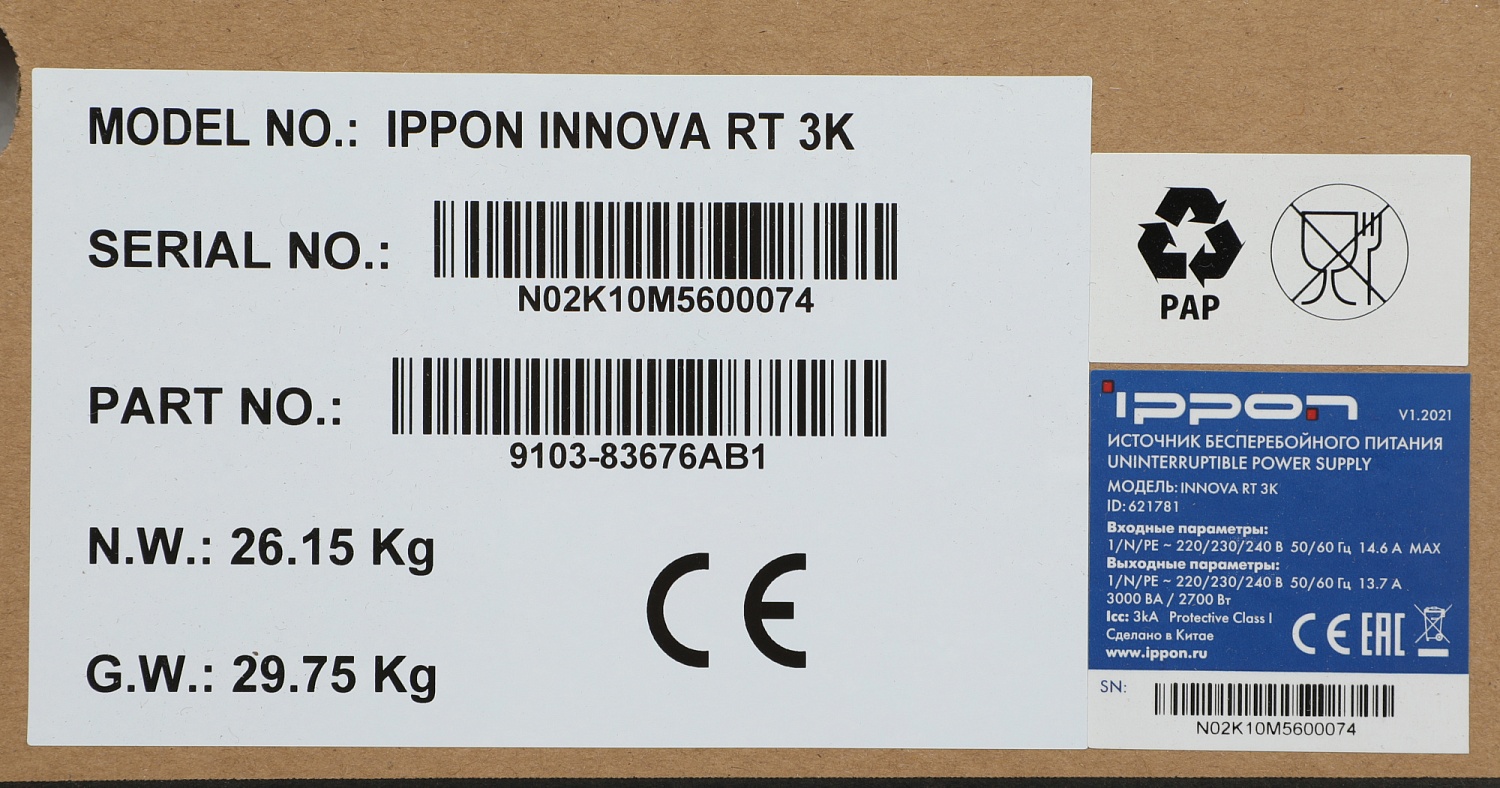 MODEL NO.: IPPON INNOVA RT 3K
SERIAL NO.:
N02K10M5600074
PART NO.:
9103-83676AB1
N.W.: 26.15 Kg
G.W.: 29.75 Kg
CE
PAP
ippon
V1.2021
ИСТОЧНИК БЕСПЕРЕБОЙНОГО ПИТАНИЯ
UNINTERRUPTIBLE POWER SUPPLY
МОДЕЛЬ: INNOVA RT 3K
ID: 621781
Входные параметры:
1/N/PE ~ 220/230/240 В 50/60 Гц 14.6 А MAX
Выходные параметры:
1/N/PE ~ 220/230/240 В 50/60 Гц 13.7 А
3000 ВА / 2700 Вт
Icc: 3kA Protective Class I
Сделано в Китае
www.ippon.ru
CE EAC
SN:
N02K10M5600074